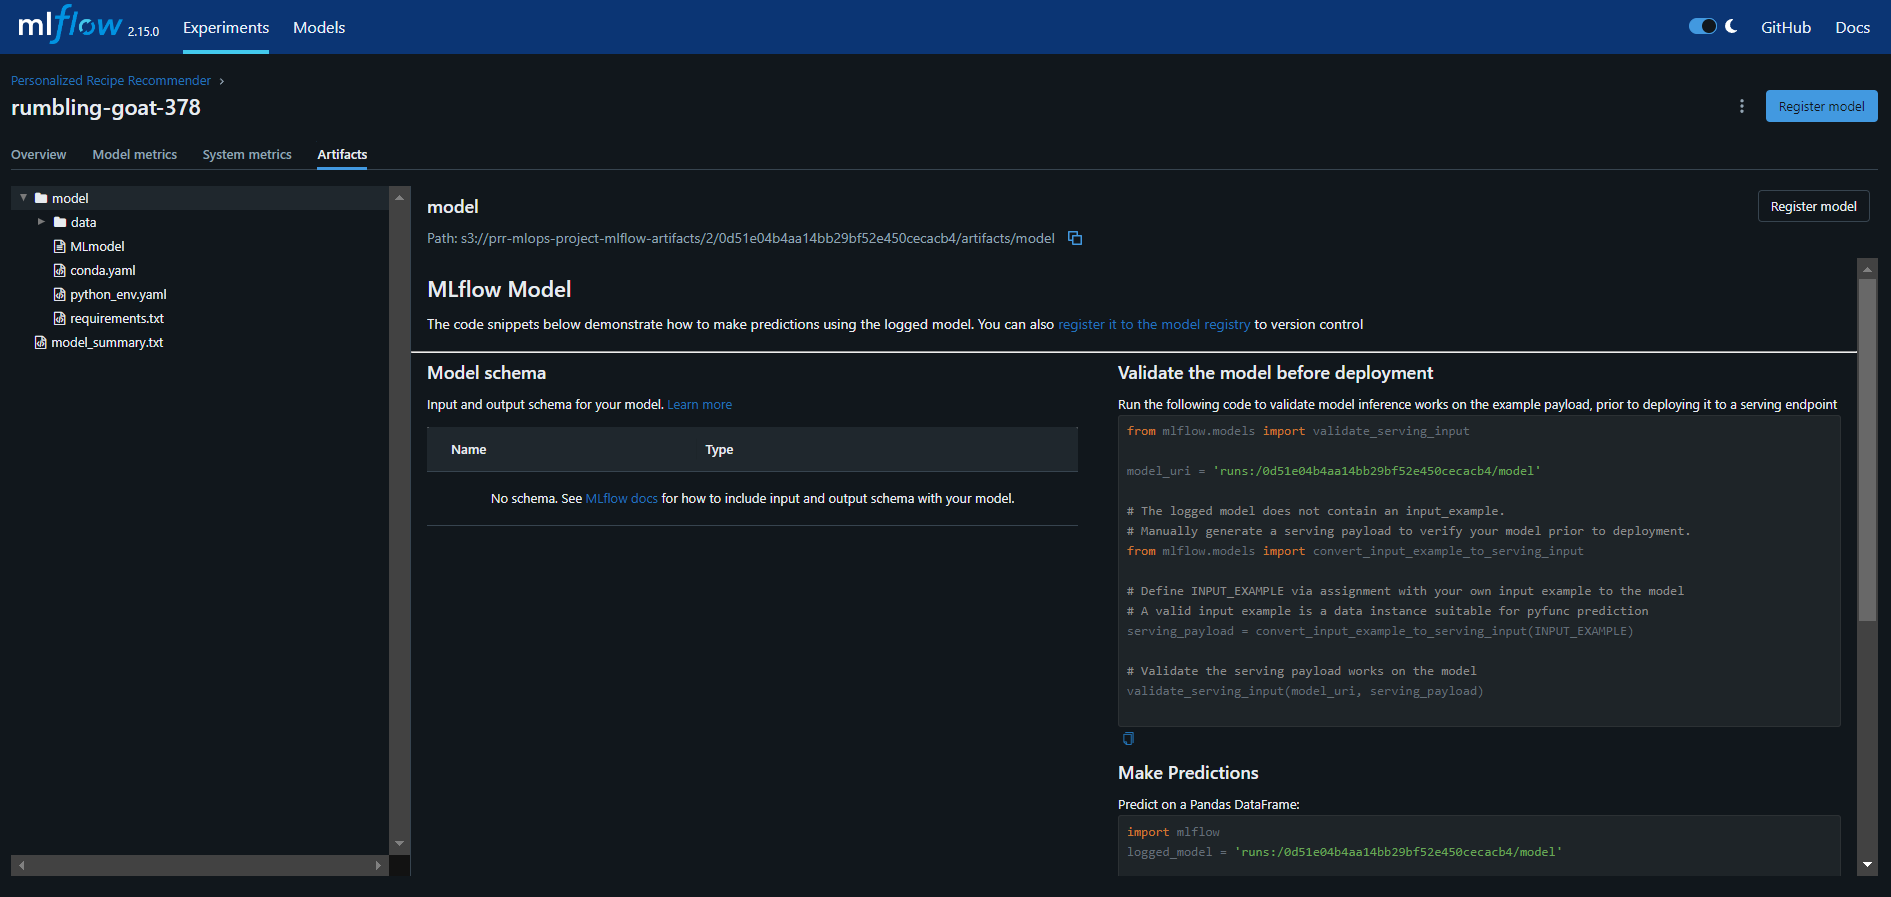 mlflow 2.15.0 Experiments Models GitHub Docs
Personalized Recipe Recommender ›
rumbling-goat-378
Register model
Overview Model metrics System metrics Artifacts
model
data
MLmodel
conda.yaml
python_env.yaml
requirements.txt
model_summary.txt
model
Register model
Path: s3://prr-mlops-project-mlflow-artifacts/2/0d51e04b4aa14bb29bf52e450cecacb4/artifacts/model
MLflow Model
The code snippets below demonstrate how to make predictions using the logged model. You can also register it to the model registry to version control
Model schema
Input and output schema for your model. Learn more
Name Type
No schema. See MLflow docs for how to include input and output schema with your model.
Validate the model before deployment
Run the following code to validate model inference works on the example payload, prior to deploying it to a serving endpoint
from mlflow.models import validate_serving_input
model_uri = 'runs:/0d51e04b4aa14bb29bf52e450cecacb4/model'
# The logged model does not contain an input_example.
# Manually generate a serving payload to verify your model prior to deployment.
from mlflow.models import convert_input_example_to_serving_input
# Define INPUT_EXAMPLE via assignment with your own input example to the model
# A valid input example is a data instance suitable for pyfunc prediction
serving_payload = convert_input_example_to_serving_input(INPUT_EXAMPLE)
# Validate the serving payload works on the model
validate_serving_input(model_uri, serving_payload)
Make Predictions
Predict on a Pandas DataFrame:
import mlflow
logged_model = 'runs:/0d51e04b4aa14bb29bf52e450cecacb4/model'